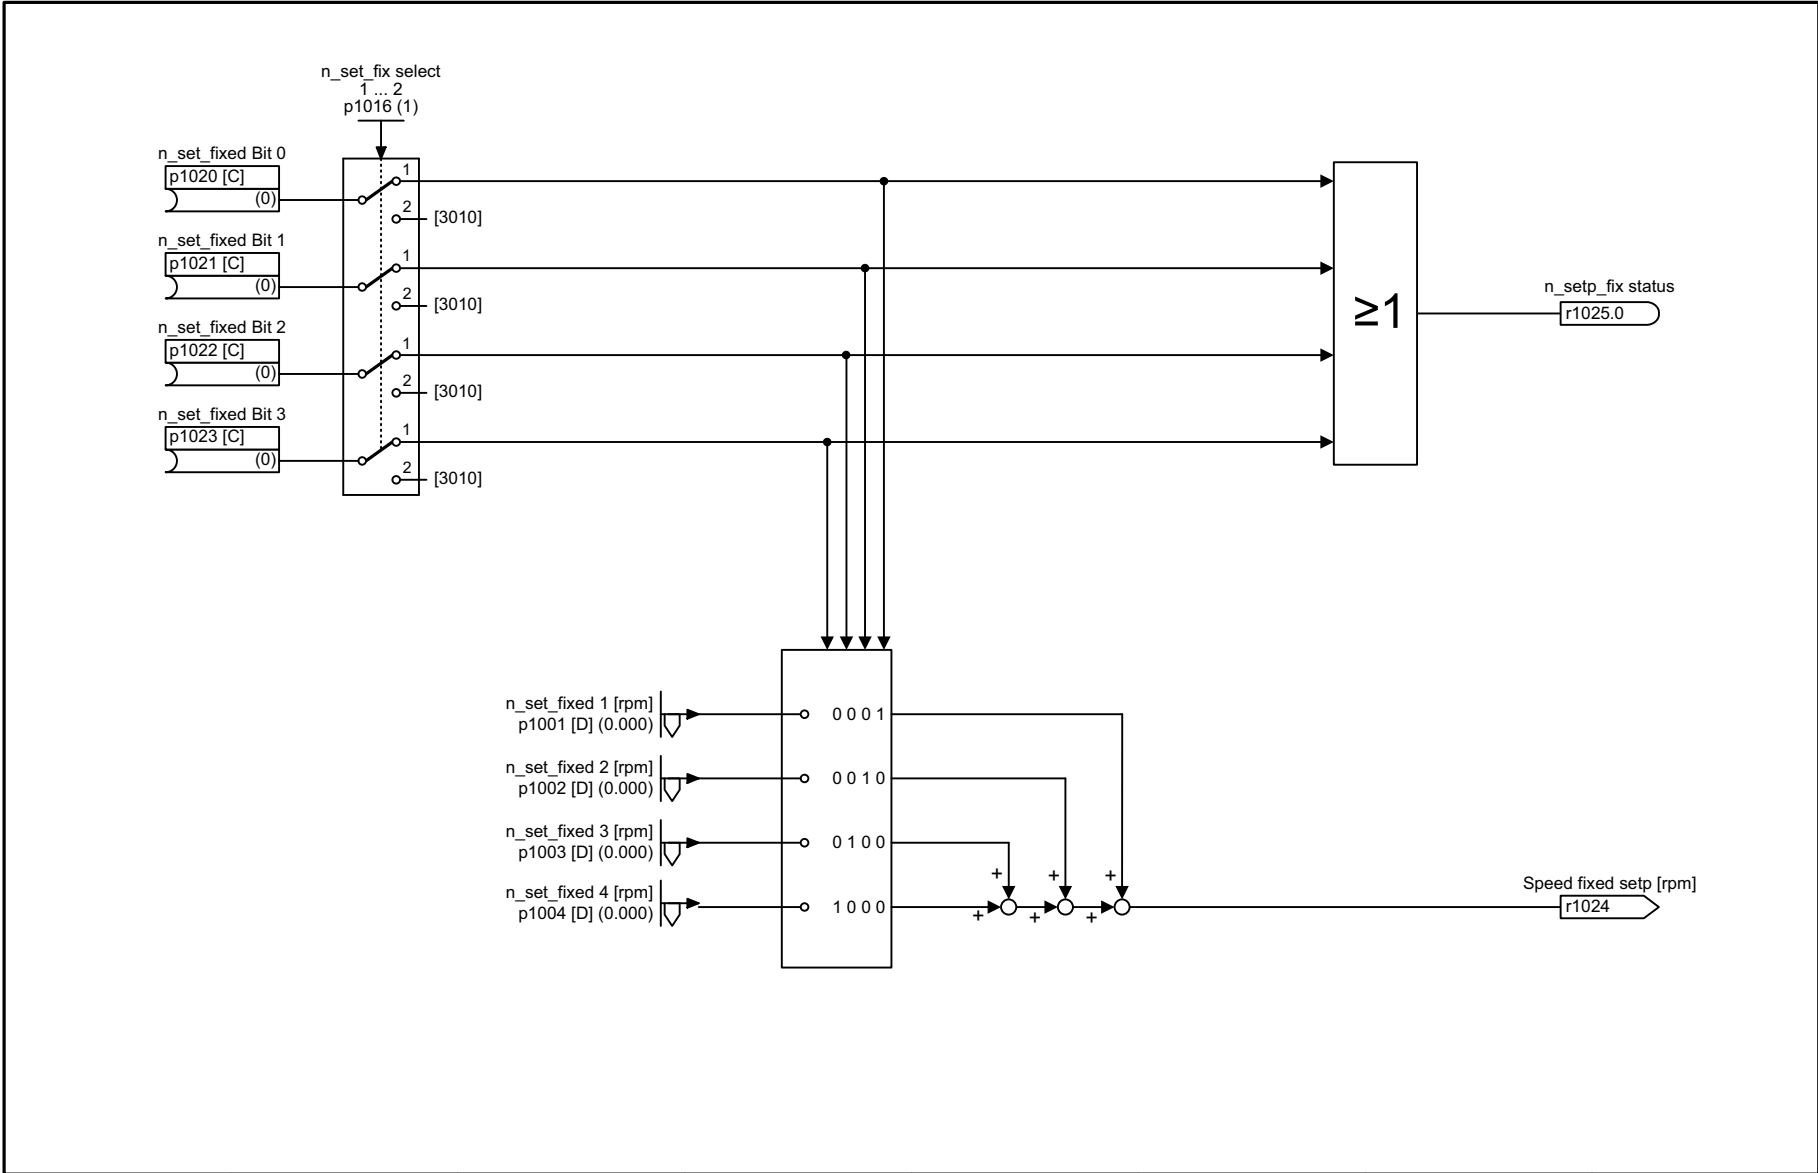 n_set_fix select
1 ... 2
p1016 (1)
n_set_fixed Bit 0
p1020 [C]
(0)
1
2
[3010]
n_set_fixed Bit 1
p1021 [C]
(0)
1
2
[3010]
n_set_fixed Bit 2
p1022 [C]
(0)
1
2
[3010]
n_set_fixed Bit 3
p1023 [C]
(0)
1
2
[3010]
≥1
n_setp_fix status
r1025.0
n_set_fixed 1 [rpm]
p1001 [D] (0.000)
0 0 0 1
n_set_fixed 2 [rpm]
p1002 [D] (0.000)
0 0 1 0
n_set_fixed 3 [rpm]
p1003 [D] (0.000)
0 1 0 0
n_set_fixed 4 [rpm]
p1004 [D] (0.000)
1 0 0 0
+
+
+
+
+
+
Speed fixed setp [rpm]
r1024